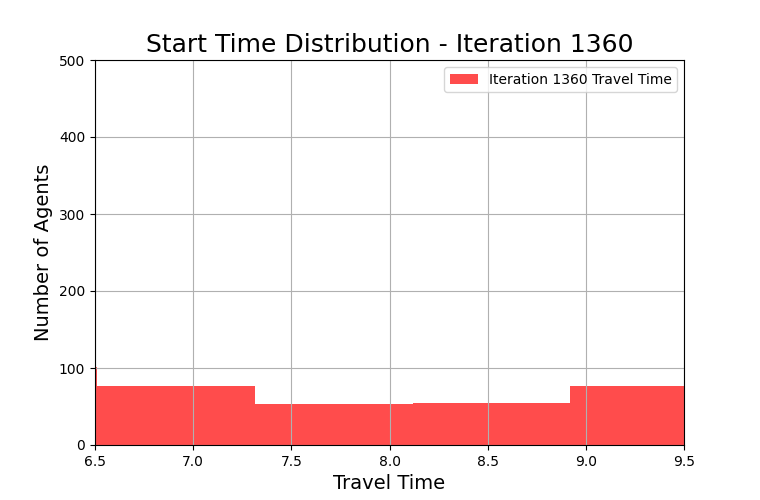 Start Time Distribution - Iteration 1360
Iteration 1360 Travel Time
Number of Agents
500
400
300
200
100
0
6.5 7.0 7.5 8.0 8.5 9.0 9.5
Travel Time